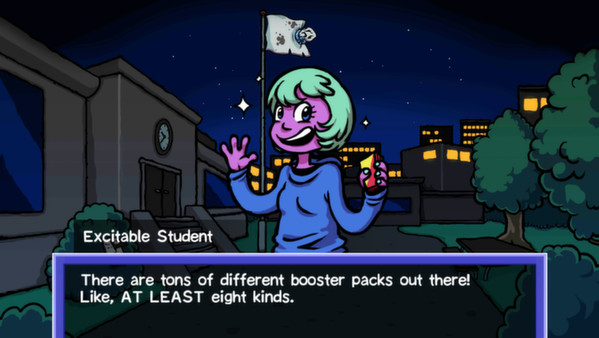 Excitable Student
There are tons of different booster packs out there!
Like, AT LEAST eight kinds.